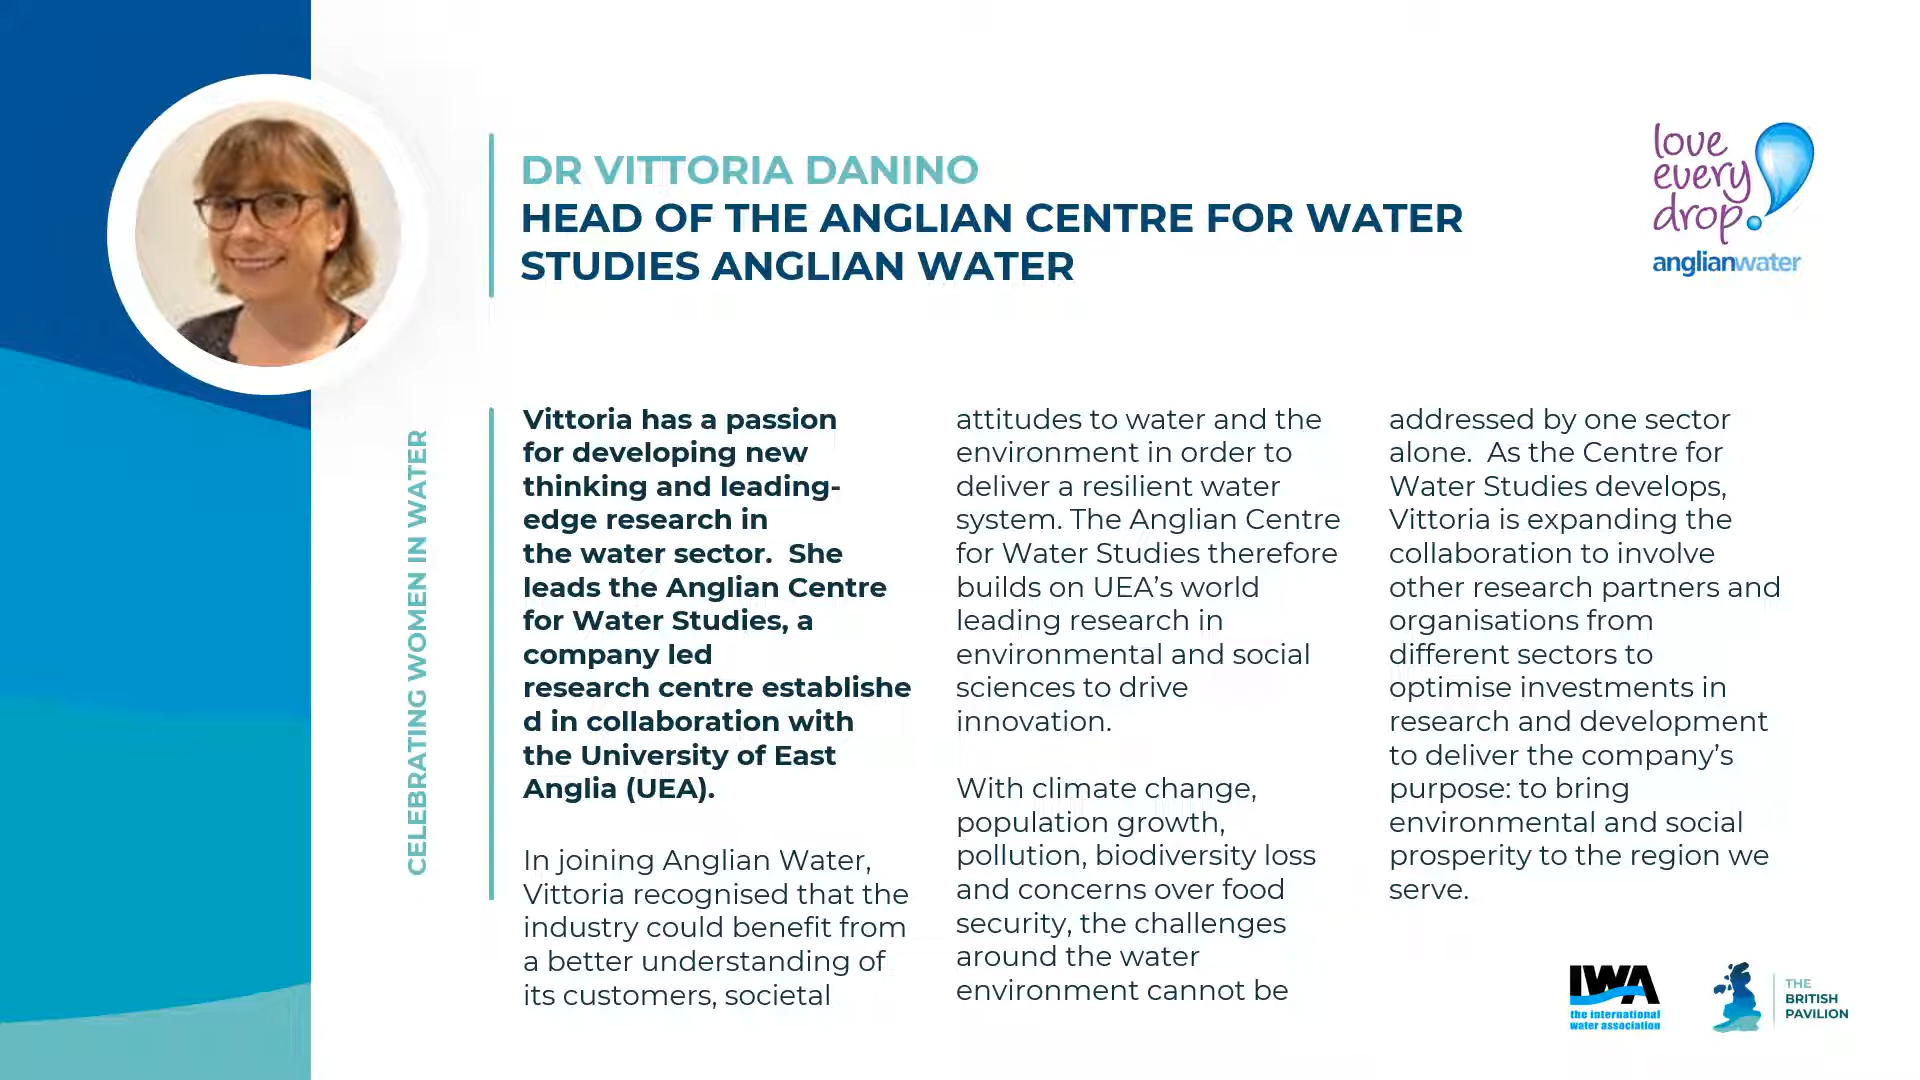 DR VITTORIA DANINO
HEAD OF THE ANGLIAN CENTRE FOR WATER
STUDIES ANGLIAN WATER
love
every
drop
anglianwater
CELEBRATING WOMEN IN WATER
Vittoria has a passion
for developing new
thinking and leading-
edge research in
the water sector.  She
leads the Anglian Centre
for Water Studies, a
company led
research centre establishe
d in collaboration with
the University of East
Anglia (UEA).
In joining Anglian Water,
Vittoria recognised that the
industry could benefit from
a better understanding of
its customers, societal
attitudes to water and the
environment in order to
deliver a resilient water
system. The Anglian Centre
for Water Studies therefore
builds on UEA’s world
leading research in
environmental and social
sciences to drive
innovation.
With climate change,
population growth,
pollution, biodiversity loss
and concerns over food
security, the challenges
around the water
environment cannot be
addressed by one sector
alone.  As the Centre for
Water Studies develops,
Vittoria is expanding the
collaboration to involve
other research partners and
organisations from
different sectors to
optimise investments in
research and development
to deliver the company’s
purpose: to bring
environmental and social
prosperity to the region we
serve.
IWA
the international
water association
THE
BRITISH
PAVILION